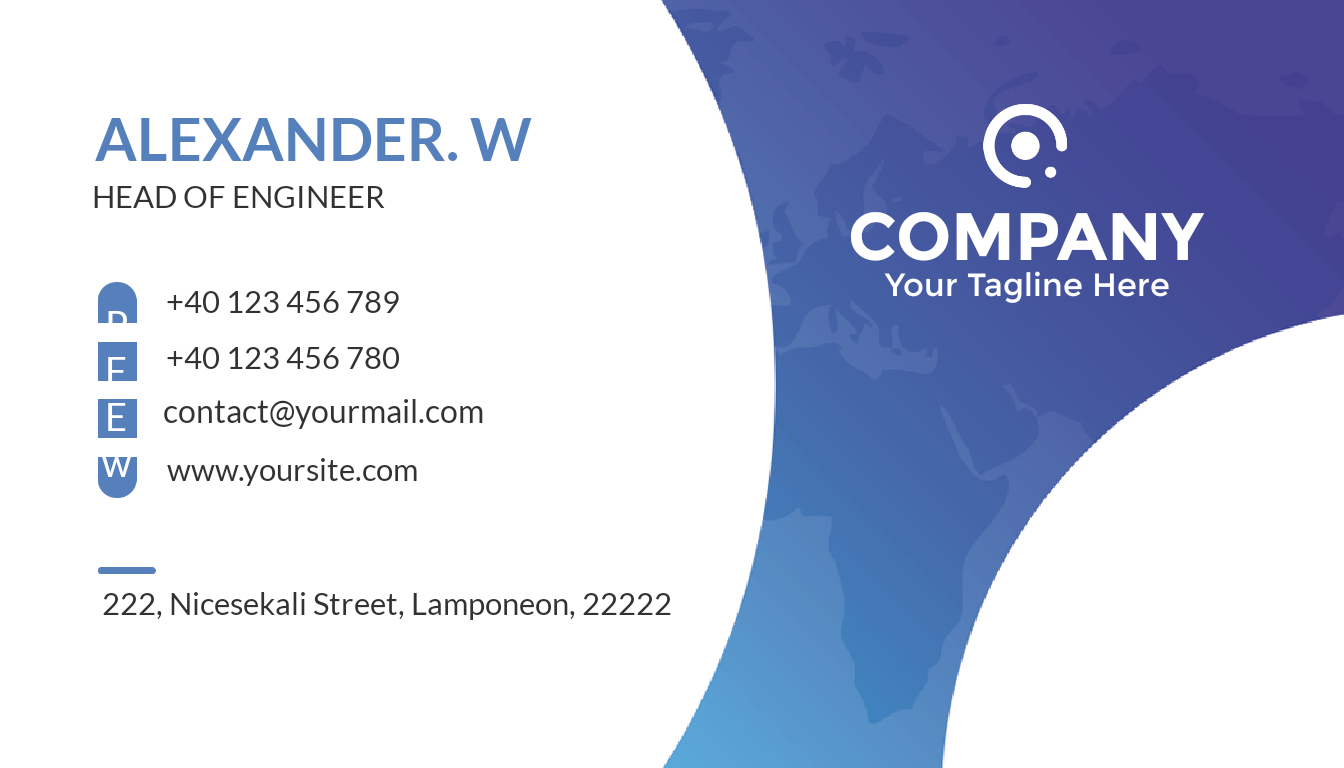 ALEXANDER. W
HEAD OF ENGINEER
P +40 123 456 789
F +40 123 456 780
E contact@yourmail.com
W www.yoursite.com
222, Nicesekali Street, Lamponeon, 22222
COMPANY
Your Tagline Here